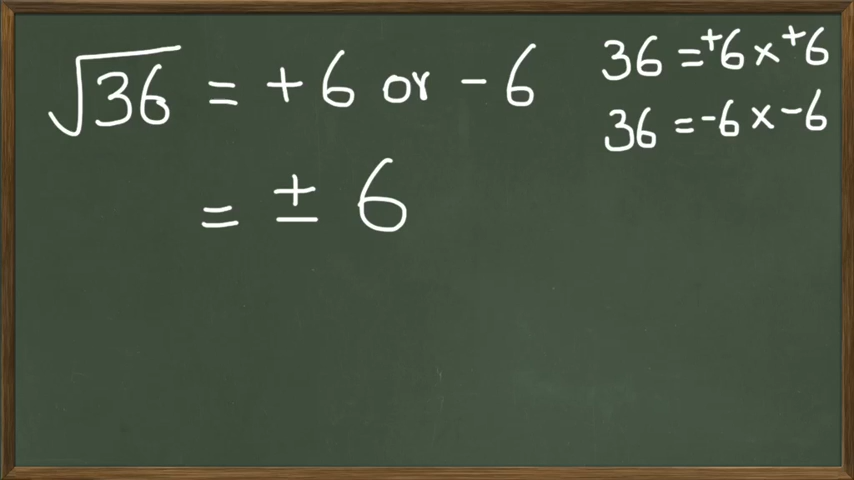 √36 = +6 or -6
= ± 6
36 = +6 x +6
36 = -6 x -6